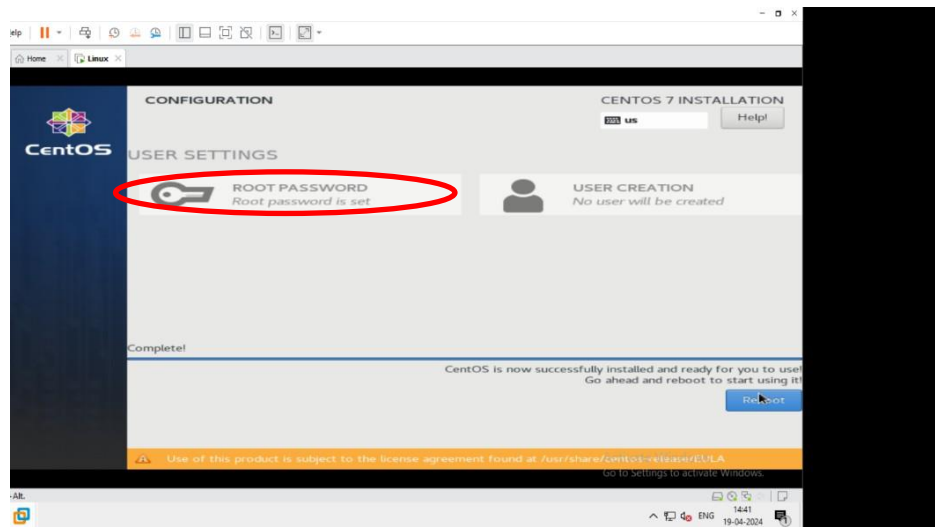 elp
Home
Linux
CONFIGURATION
CENTOS 7 INSTALLATION
us
Help!
CentOS
USER SETTINGS
ROOT PASSWORD
Root password is set
USER CREATION
No user will be created
Complete!
CentOS is now successfully installed and ready for you to use!
Go ahead and reboot to start using it!
Reboot
Use of this product is subject to the license agreement found at /usr/share/centos-release/EULA
Go to Settings to activate Windows.
-Alt.
ENG
14:41
19-04-2024